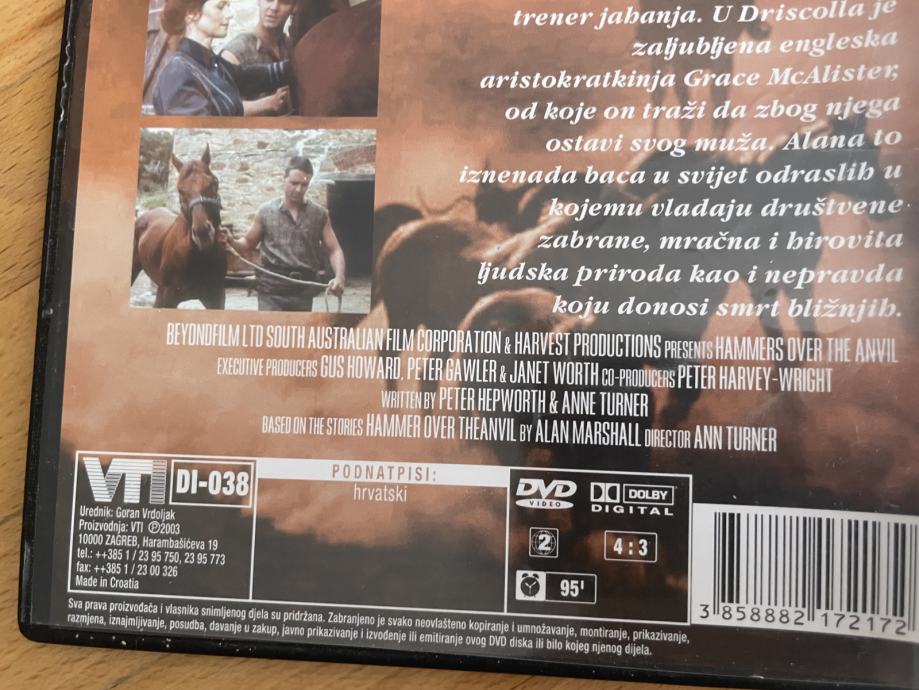 trener jahanja. U Driscolla je
zaljubljena engleska
aristokratkinja Grace McAlister,
od koje on traži da zbog njega
ostavi svog muža. Alana to
iznenada baca u svijet odraslih u
kojemu vladaju društvene
zabrane, mračna i hirovita
ljudska priroda kao i nepravda
koju donosi smrt bližnjih.
BEYONDFILM LTD SOUTH AUSTRALIAN FILM CORPORATION & HARVEST PRODUCTIONS PRESENTS HAMMERS OVER THE ANVIL
EXECUTIVE PRODUCERS GUS HOWARD, PETER GAWLER & JANET WORTH CO-PRODUCERS PETER HARVEY-WRIGHT
WRITTEN BY PETER HEPWORTH & ANNE TURNER
BASED ON THE STORIES HAMMER OVER THEANVIL BY ALAN MARSHALL DIRECTOR ANN TURNER
VTI DI-038
Urednik: Goran Vrdoljak
Proizvodnja: VTI ℗2003
10000 ZAGREB, Harambašićeva 19
tel.: ++385 1 / 23 95 750, 23 95 773
fax: ++385 1 / 23 00 326
Made in Croatia
PODNATPISI:
hrvatski
DVD VIDEO
DOLBY DIGITAL
2
4:3
95'
3 858882 172172
Sva prava proizvođača i vlasnika snimljenog djela su pridržana. Zabranjeno je svako neovlašteno kopiranje i umnožavanje, montiranje, prikazivanje,
razmjena, iznajmljivanje, posudba, davanje u zakup, javno prikazivanje i izvođenje ili emitiranje ovog DVD diska ili bilo kojeg njenog dijela.